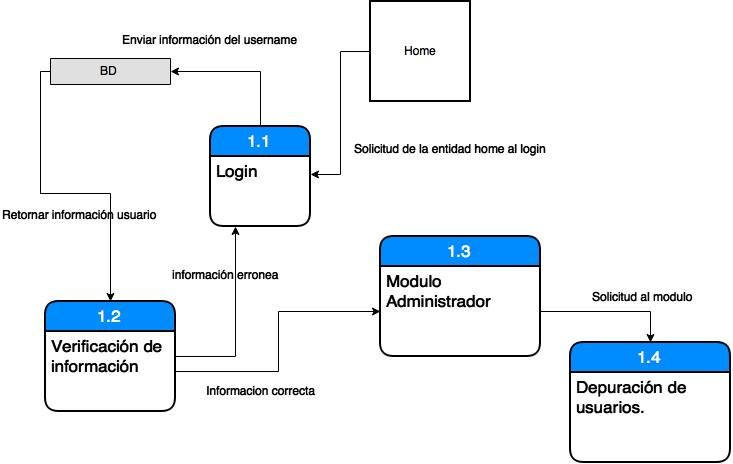 Enviar información del username
Home
BD
1.1
Login
Solicitud de la entidad home al login
Retornar información usuario
1.3
Modulo
Administrador
información erronea
Solicitud al modulo
1.2
Verificación de
información
1.4
Depuración de
usuarios.
Informacion correcta